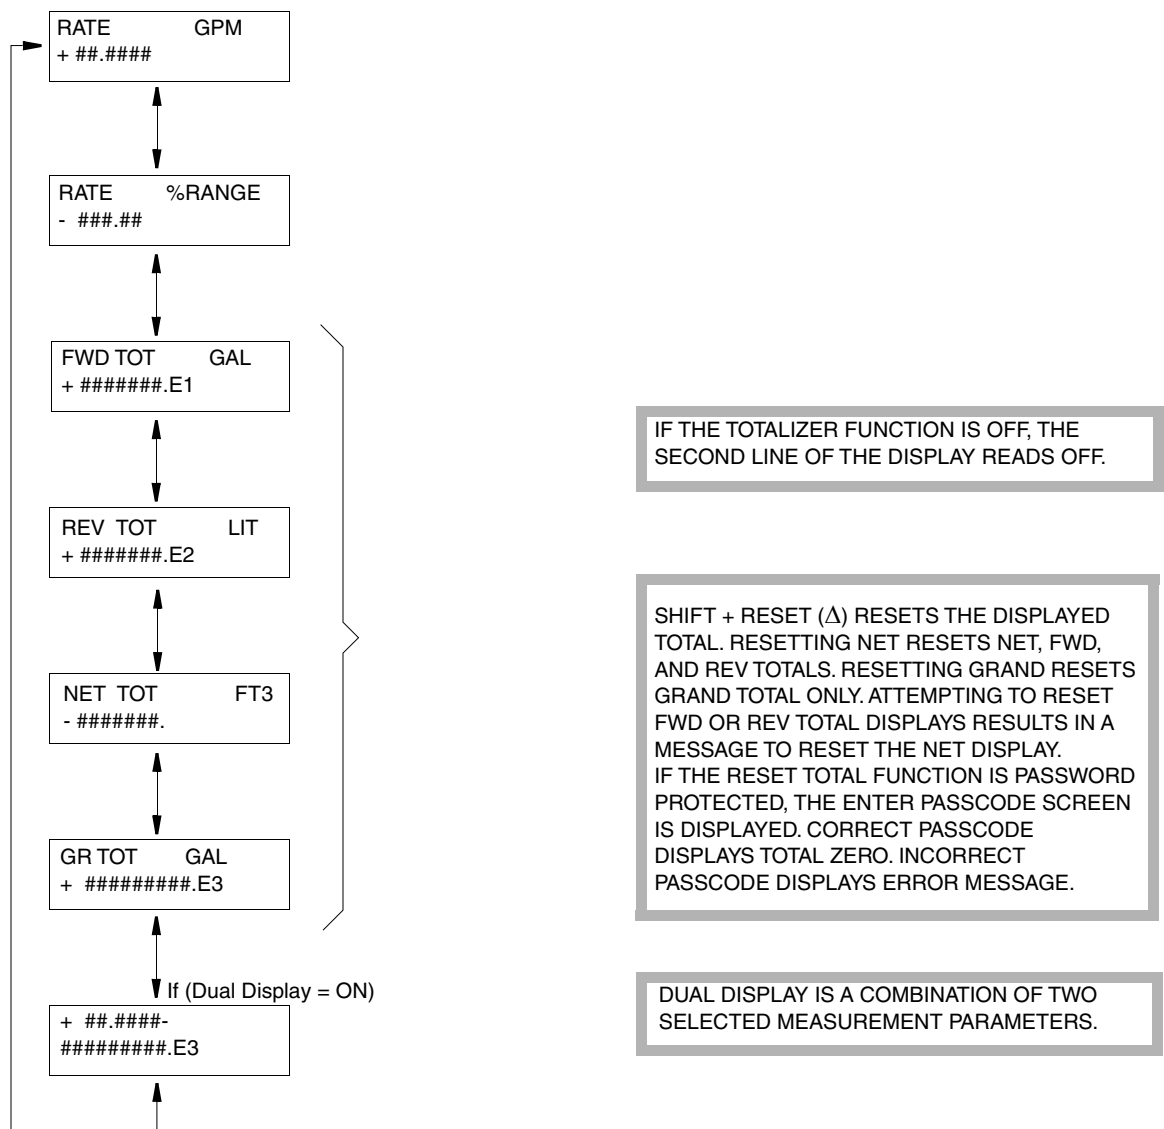 RATE GPM
+ ##.####
RATE %RANGE
- ###.##
FWD TOT GAL
+ #######.E1
REV TOT LIT
+ #######.E2
NET TOT FT3
- #######.
GR TOT GAL
+ #########.E3
If (Dual Display = ON)
+ ##.####-
#########.E3
IF THE TOTALIZER FUNCTION IS OFF, THE
SECOND LINE OF THE DISPLAY READS OFF.
SHIFT + RESET (Δ) RESETS THE DISPLAYED
TOTAL. RESETTING NET RESETS NET, FWD,
AND REV TOTALS. RESETTING GRAND RESETS
GRAND TOTAL ONLY. ATTEMPTING TO RESET
FWD OR REV TOTAL DISPLAYS RESULTS IN A
MESSAGE TO RESET THE NET DISPLAY.
IF THE RESET TOTAL FUNCTION IS PASSWORD
PROTECTED, THE ENTER PASSCODE SCREEN
IS DISPLAYED. CORRECT PASSCODE
DISPLAYS TOTAL ZERO. INCORRECT
PASSCODE DISPLAYS ERROR MESSAGE.
DUAL DISPLAY IS A COMBINATION OF TWO
SELECTED MEASUREMENT PARAMETERS.